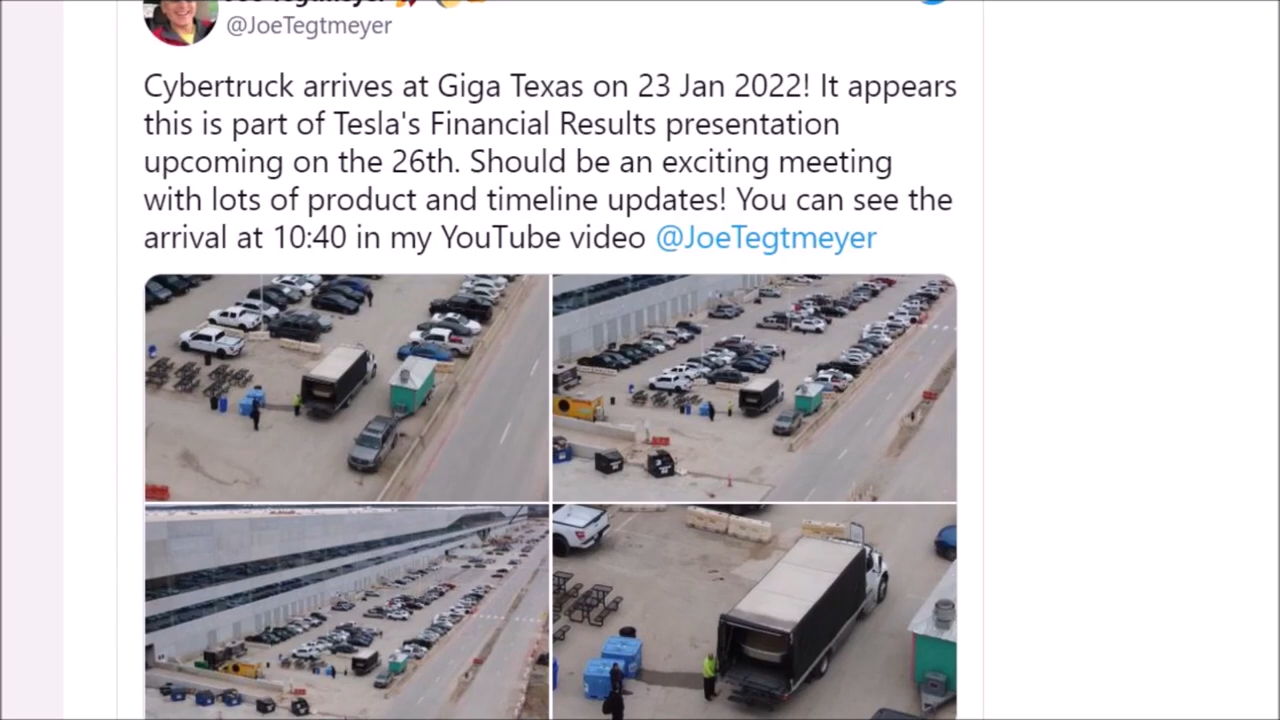 @JoeTegtmeyer
Cybertruck arrives at Giga Texas on 23 Jan 2022! It appears
this is part of Tesla's Financial Results presentation
upcoming on the 26th. Should be an exciting meeting
with lots of product and timeline updates! You can see the
arrival at 10:40 in my YouTube video @JoeTegtmeyer